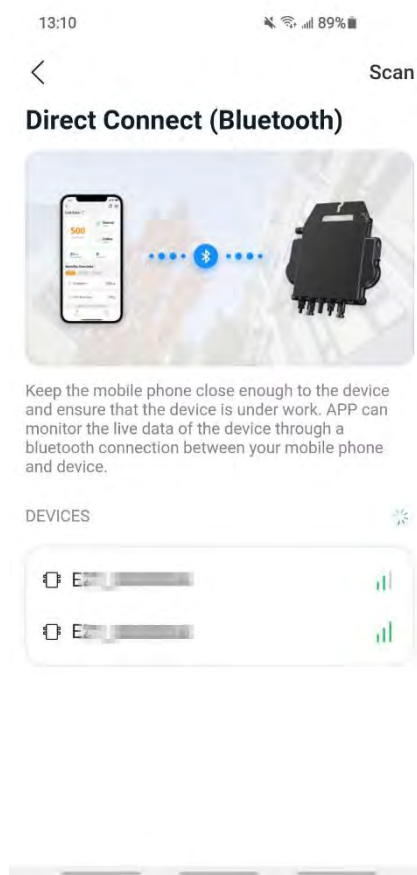 13:10
89%
Scan
Direct Connect (Bluetooth)
500
Keep the mobile phone close enough to the device
and ensure that the device is under work. APP can
monitor the live data of the device through a
bluetooth connection between your mobile phone
and device.
DEVICES